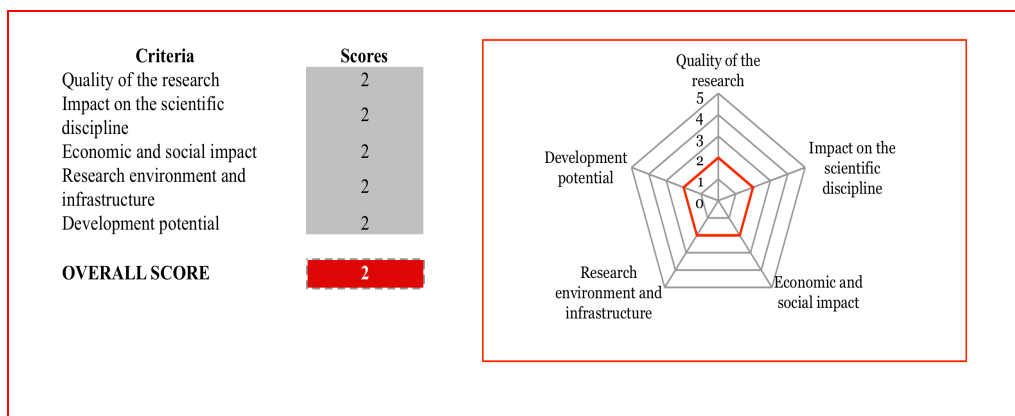 Criteria Scores
Quality of the research 2
Impact on the scientific
discipline 2
Economic and social impact 2
Research environment and
infrastructure 2
Development potential 2
OVERALL SCORE 2
Quality of the
research
5
4
3
2
1
0
Impact on the
scientific
discipline
Economic and
social impact
Research
environment and
infrastructure
Development
potential